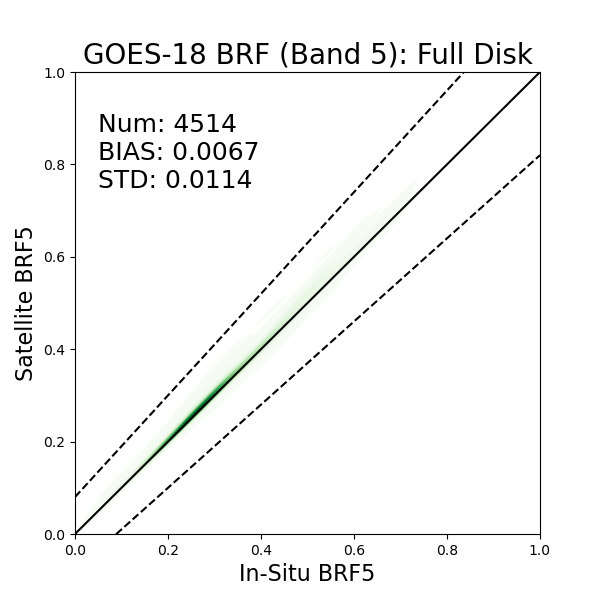 GOES-18 BRF (Band 5): Full Disk
Num: 4514
BIAS: 0.0067
STD: 0.0114
1.0
0.8
0.6
0.4
0.2
0.0
Satellite BRF5
0.0 0.2 0.4 0.6 0.8 1.0
In-Situ BRF5